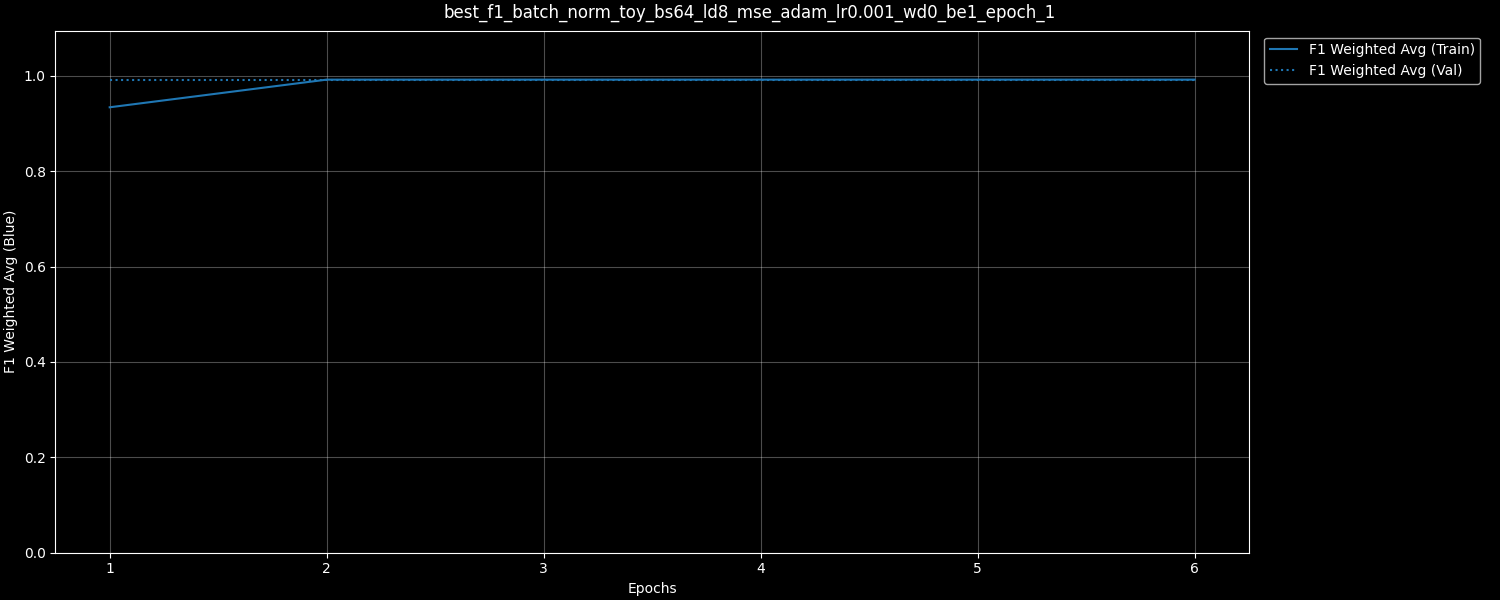 best_f1_batch_norm_toy_bs64_ld8_mse_adam_lr0.001_wd0_be1_epoch_1
F1 Weighted Avg (Train)
F1 Weighted Avg (Val)
F1 Weighted Avg (Blue)
1.0
0.8
0.6
0.4
0.2
0.0
1 2 3 4 5 6
Epochs